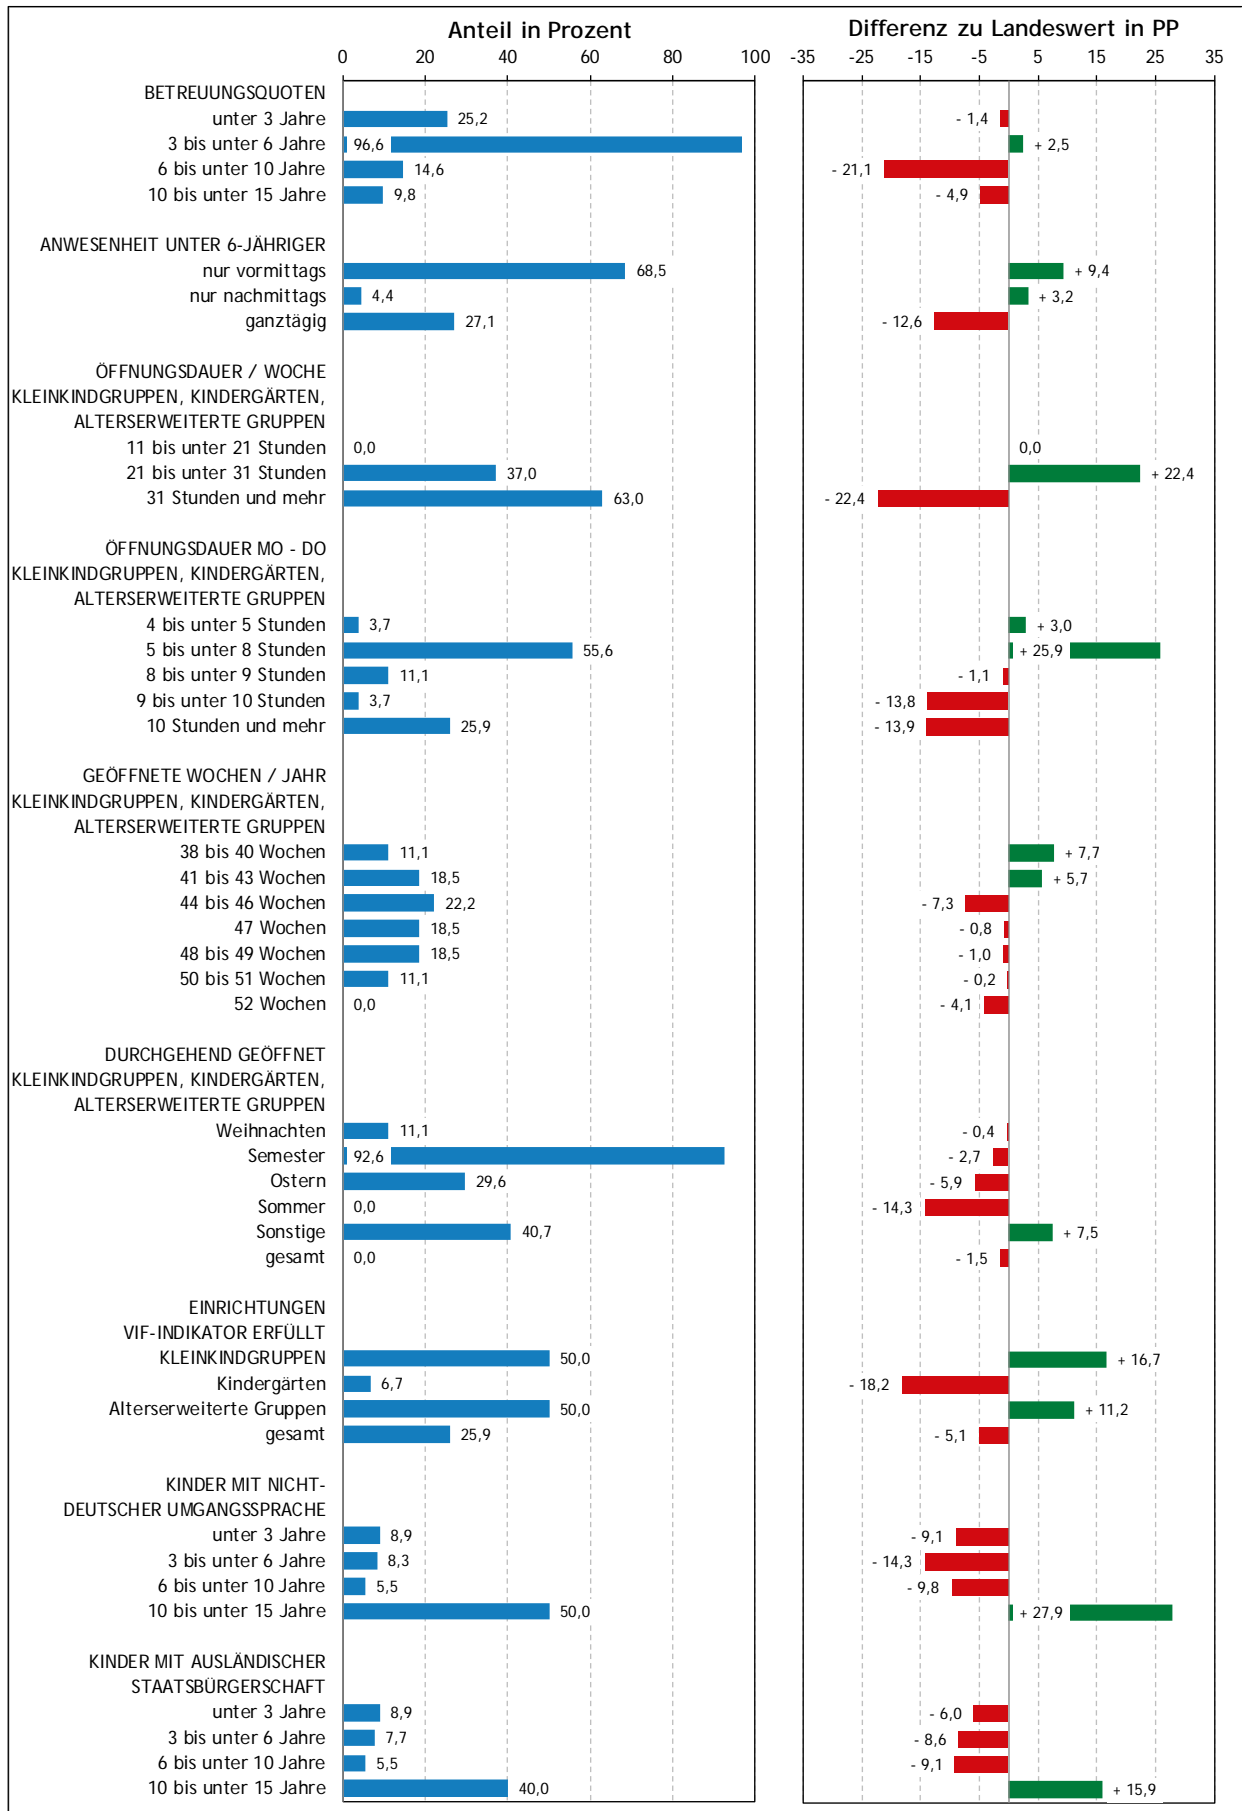 Anteil in Prozent Differenz zu Landeswert in PP
0 20 40 60 80 100 -35 -25 -15 -5 5 15 25 35
BETREUUNGSQUOTEN
unter 3 Jahre 25,2 - 1,4
3 bis unter 6 Jahre 96,6 + 2,5
6 bis unter 10 Jahre 14,6 - 21,1
10 bis unter 15 Jahre 9,8 - 4,9
ANWESENHEIT UNTER 6-JÄHRIGER
nur vormittags 68,5 + 9,4
nur nachmittags 4,4 + 3,2
ganztägig 27,1 - 12,6
ÖFFNUNGSDAUER / WOCHE
KLEINKINDGRUPPEN, KINDERGÄRTEN,
ALTERSERWEITERTE GRUPPEN
11 bis unter 21 Stunden 0,0 0,0
21 bis unter 31 Stunden 37,0 + 22,4
31 Stunden und mehr 63,0 - 22,4
ÖFFNUNGSDAUER MO - DO
KLEINKINDGRUPPEN, KINDERGÄRTEN,
ALTERSERWEITERTE GRUPPEN
4 bis unter 5 Stunden 3,7 + 3,0
5 bis unter 8 Stunden 55,6 + 25,9
8 bis unter 9 Stunden 11,1 - 1,1
9 bis unter 10 Stunden 3,7 - 13,8
10 Stunden und mehr 25,9 - 13,9
GEÖFFNETE WOCHEN / JAHR
KLEINKINDGRUPPEN, KINDERGÄRTEN,
ALTERSERWEITERTE GRUPPEN
38 bis 40 Wochen 11,1 + 7,7
41 bis 43 Wochen 18,5 + 5,7
44 bis 46 Wochen 22,2 - 7,3
47 Wochen 18,5 - 0,8
48 bis 49 Wochen 18,5 - 1,0
50 bis 51 Wochen 11,1 - 0,2
52 Wochen 0,0 - 4,1
DURCHGEHEND GEÖFFNET
KLEINKINDGRUPPEN, KINDERGÄRTEN,
ALTERSERWEITERTE GRUPPEN
Weihnachten 11,1 - 0,4
Semester 92,6 - 2,7
Ostern 29,6 - 5,9
Sommer 0,0 - 14,3
Sonstige 40,7 + 7,5
gesamt 0,0 - 1,5
EINRICHTUNGEN
VIF-INDIKATOR ERFÜLLT
KLEINKINDGRUPPEN 50,0 + 16,7
Kindergärten 6,7 - 18,2
Alterserweiterte Gruppen 50,0 + 11,2
gesamt 25,9 - 5,1
KINDER MIT NICHT-
DEUTSCHER UMGANGSSPRACHE
unter 3 Jahre 8,9 - 9,1
3 bis unter 6 Jahre 8,3 - 14,3
6 bis unter 10 Jahre 5,5 - 9,8
10 bis unter 15 Jahre 50,0 + 27,9
KINDER MIT AUSLÄNDISCHER
STAATSBÜRGERSCHAFT
unter 3 Jahre 8,9 - 6,0
3 bis unter 6 Jahre 7,7 - 8,6
6 bis unter 10 Jahre 5,5 - 9,1
10 bis unter 15 Jahre 40,0 + 15,9